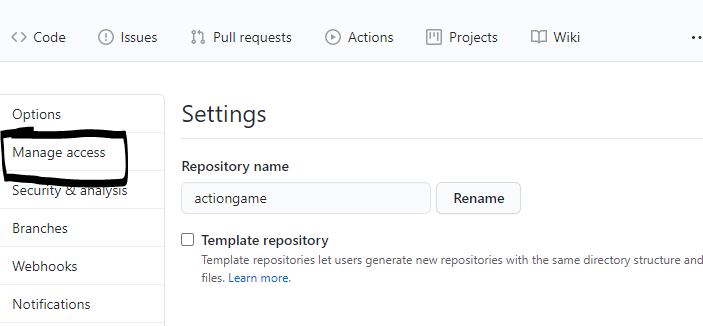 Code Issues Pull requests Actions Projects Wiki
Options
Manage access
Security & analysis
Branches
Webhooks
Notifications
Settings
Repository name
actiongame Rename
Template repository
Template repositories let users generate new repositories with the same directory structure and
files. Learn more.